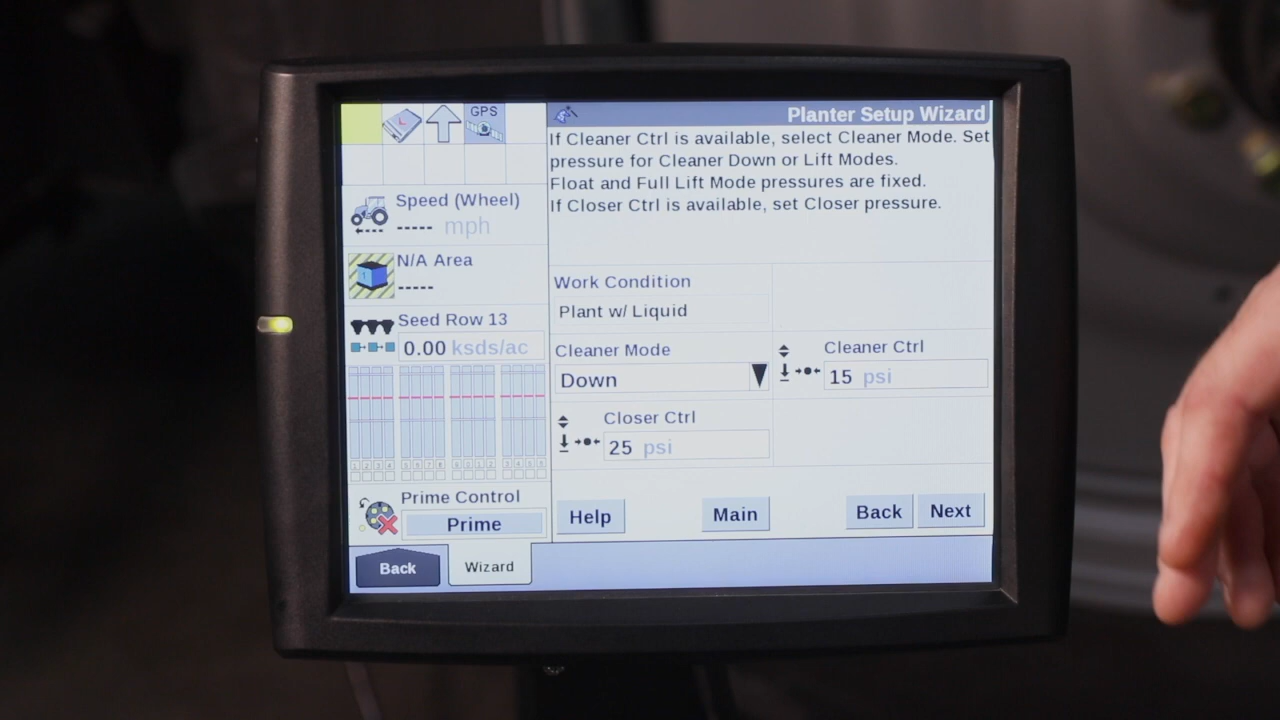 GPS
Planter Setup Wizard
If Cleaner Ctrl is available, select Cleaner Mode. Set
pressure for Cleaner Down or Lift Modes.
Float and Full Lift Mode pressures are fixed.
If Closer Ctrl is available, set Closer pressure.
Speed (Wheel)
----- mph
N/A Area
1
-----
Seed Row 13
0.00 ksds/ac
Work Condition
Plant w/ Liquid
Cleaner Mode
Down
Cleaner Ctrl
15 psi
Closer Ctrl
25 psi
Prime Control
Prime
Help
Main
Back
Next
Back
Wizard